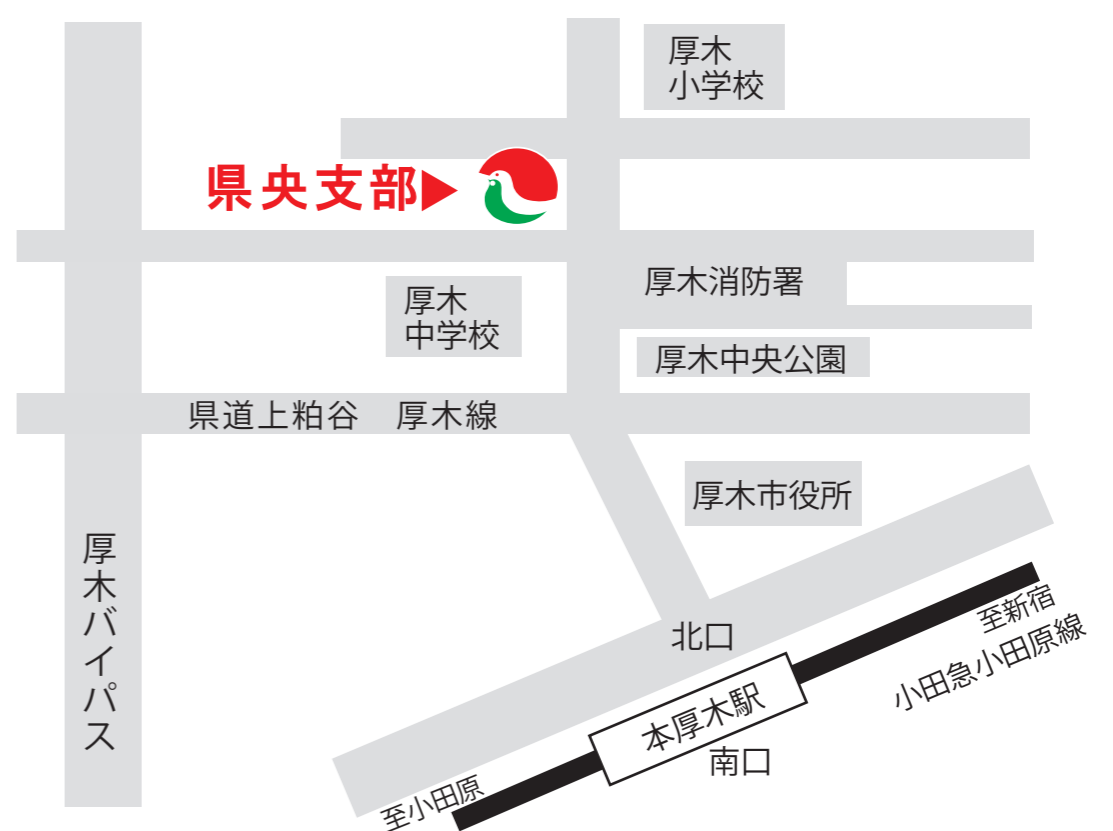 厚木
小学校
県央支部
厚木消防署
厚木
中学校
厚木中央公園
県道上粕谷　厚木線
厚木市役所
厚木バイパス
北口
至新宿
小田急小田原線
本厚木駅
南口
至小田原